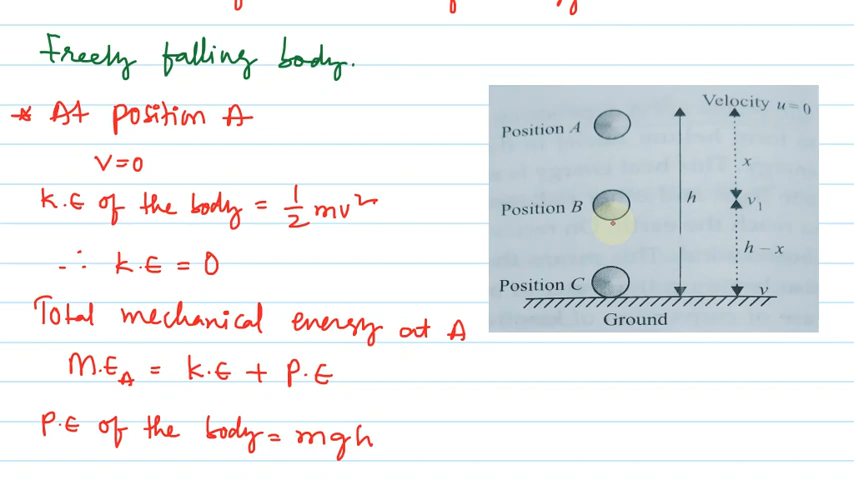 Freely falling body.
* At position A
v=0
K.E of the body = 1/2 mv²
∴ K.E = 0
Total mechanical energy at A
M.E_A = K.E + P.E
P.E of the body = mgh
Velocity u = 0
Position A
x
Position B
h
v₁
h − x
Position C
v
Ground